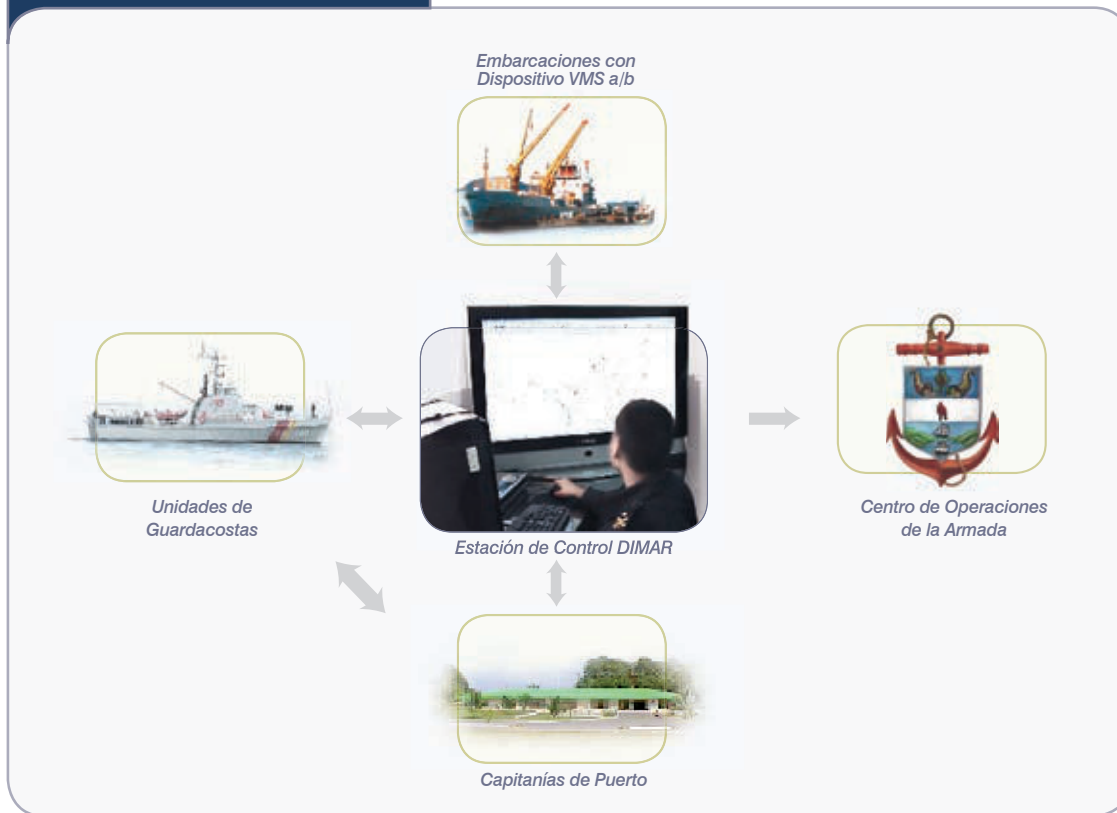 Embarcaciones con
Dispositivo VMS a/b
Unidades de
Guardacostas
Estación de Control DIMAR
Centro de Operaciones
de la Armada
Capitanías de Puerto